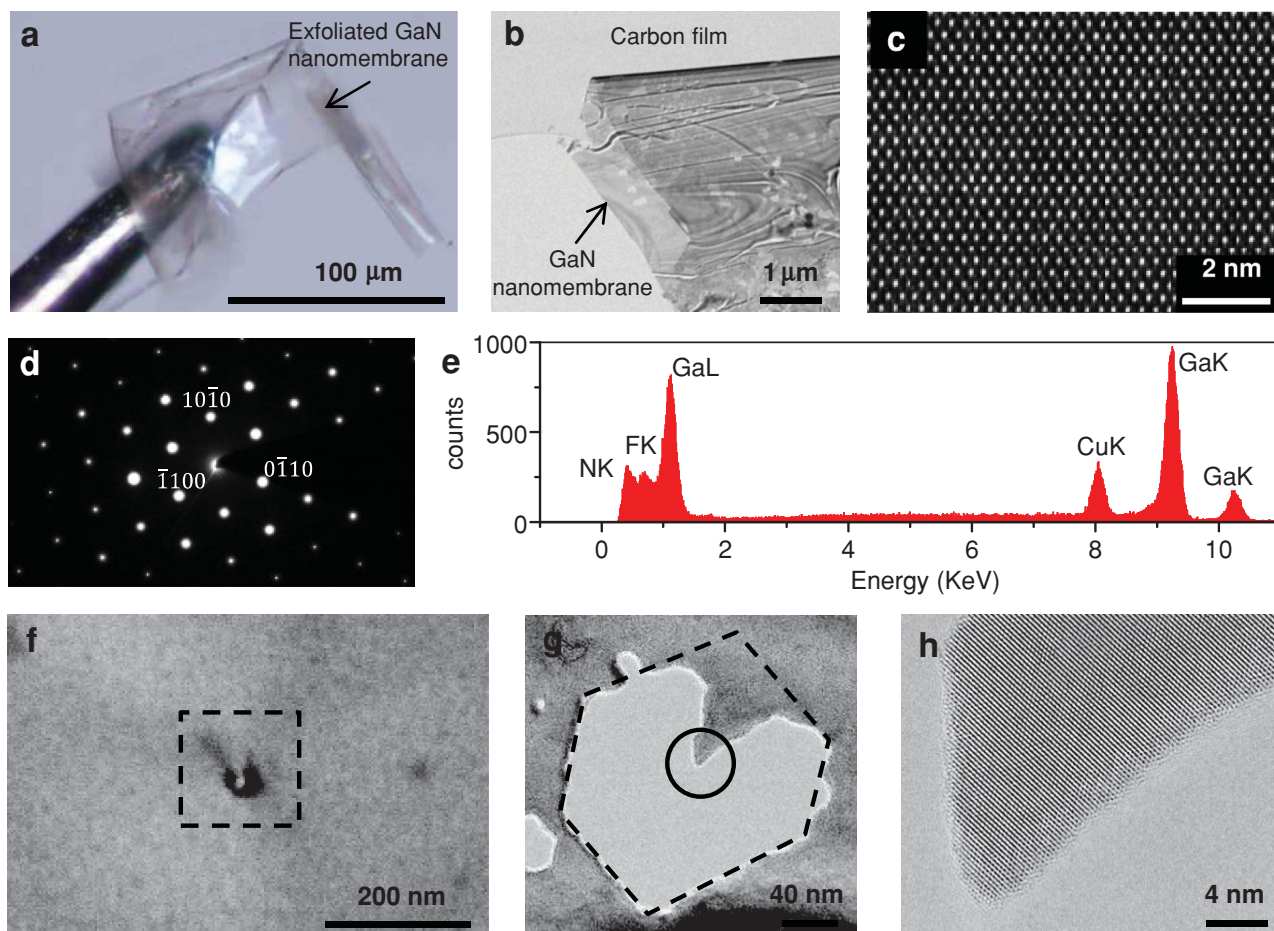 a
Exfoliated GaN
nanomembrane
100 μm
b
Carbon film
GaN
nanomembrane
1 μm
c
2 nm
d
101̅0
1̅100
01̅10
e
1000
500
0
counts
NK
FK
GaL
CuK
GaK
GaK
0
2
4
6
8
10
Energy (KeV)
f
200 nm
g
40 nm
h
4 nm